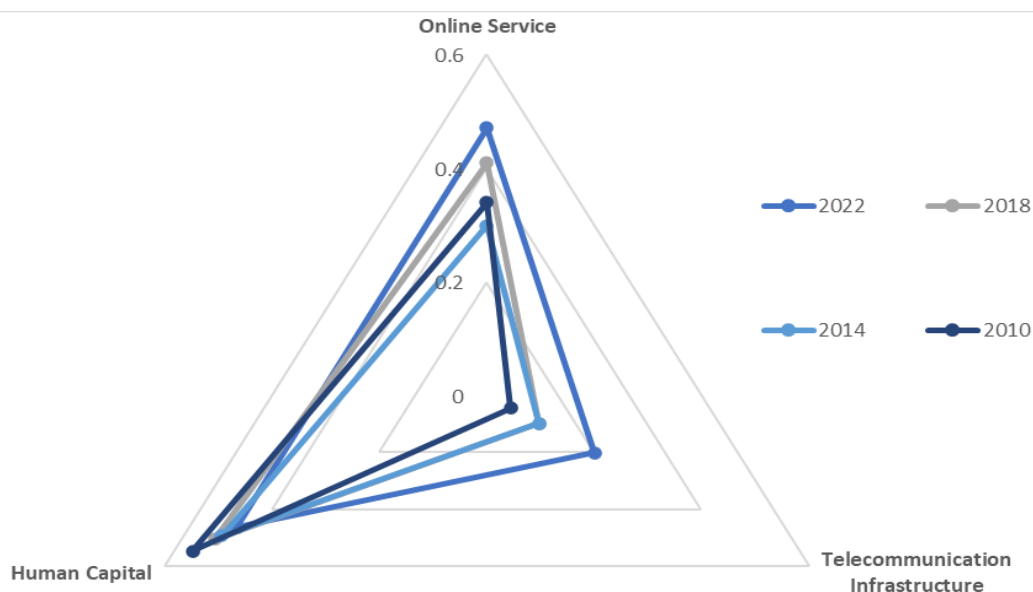 Online Service
0.6
0.4
0.2
0
2022
2018
2014
2010
Human Capital
Telecommunication
Infrastructure